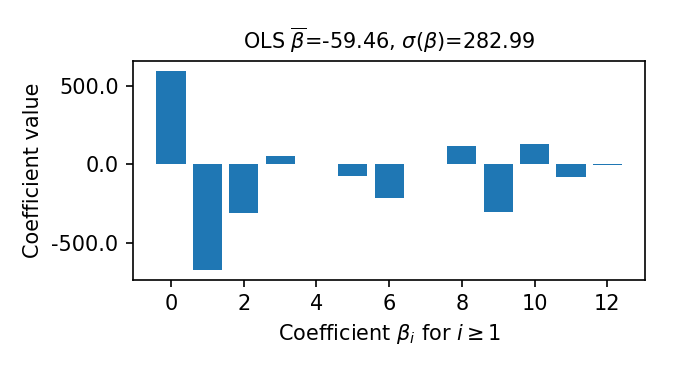 OLS β̅=-59.46, σ(β)=282.99
Coefficient value
500.0
0.0
-500.0
0 2 4 6 8 10 12
Coefficient βᵢ for i ≥ 1